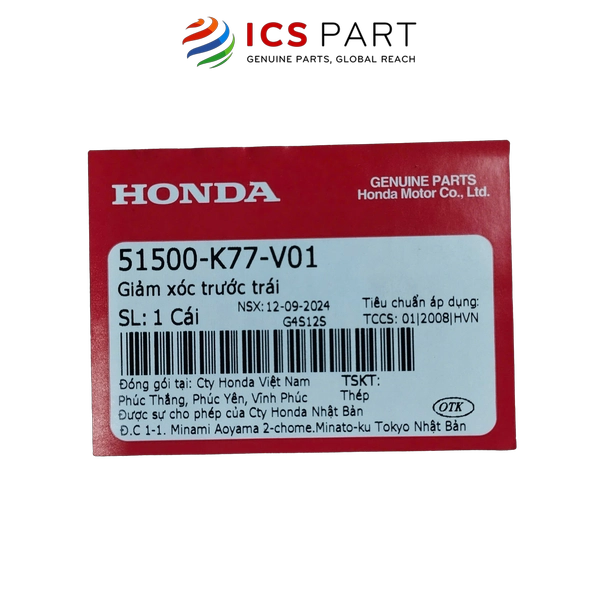 ICS PART
GENUINE PARTS, GLOBAL REACH
HONDA
GENUINE PARTS
Honda Motor Co., Ltd.
51500-K77-V01
Giảm xóc trước trái
SL: 1 Cái
NSX: 12-09-2024
G4S12S
Tiêu chuẩn áp dụng:
TCCS: 01|2008|HVN
Đóng gói tại: Cty Honda Việt Nam
Phúc Thắng, Phúc Yên, Vĩnh Phúc
TSKT:
Thép
Được sự cho phép của Cty Honda Nhật Bản
OTK
Đ.C 1-1. Minami Aoyama 2-chome.Minato-ku Tokyo Nhật Bản